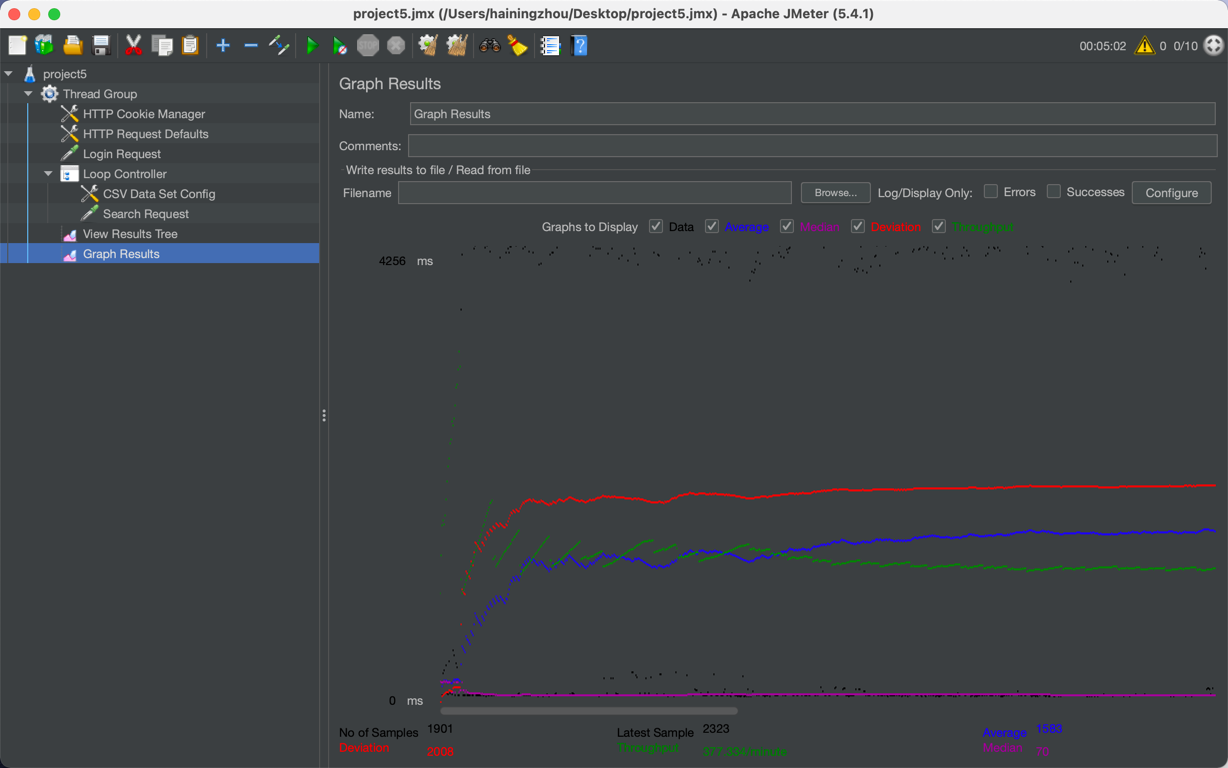 project5.jmx (/Users/hainingzhou/Desktop/project5.jmx) - Apache JMeter (5.4.1)
STOP
?
00:05:02 0 0/10
project5
Thread Group
HTTP Cookie Manager
HTTP Request Defaults
Login Request
Loop Controller
CSV Data Set Config
Search Request
View Results Tree
Graph Results
Graph Results
Name: Graph Results
Comments:
Write results to file / Read from file
Filename Browse... Log/Display Only: Errors Successes Configure
Graphs to Display Data Average Median Deviation Throughput
4256 ms
0 ms
No of Samples 1901 Latest Sample 2323 Average 1583
Deviation 2008 Throughput 377.334/minute Median